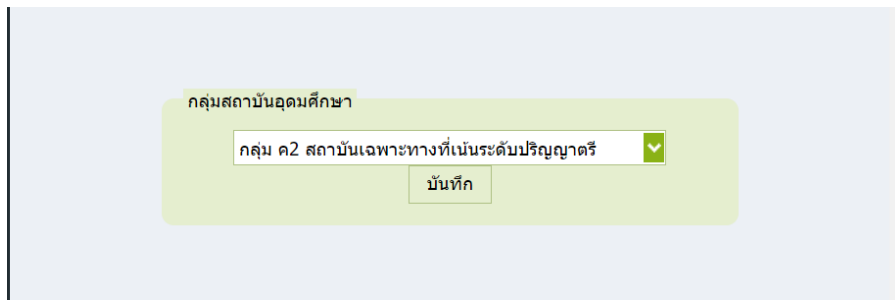 กลุ่มสถาบันอุดมศึกษา
กลุ่ม ค2 สถาบันเฉพาะทางที่เน้นระดับปริญญาตรี
บันทึก